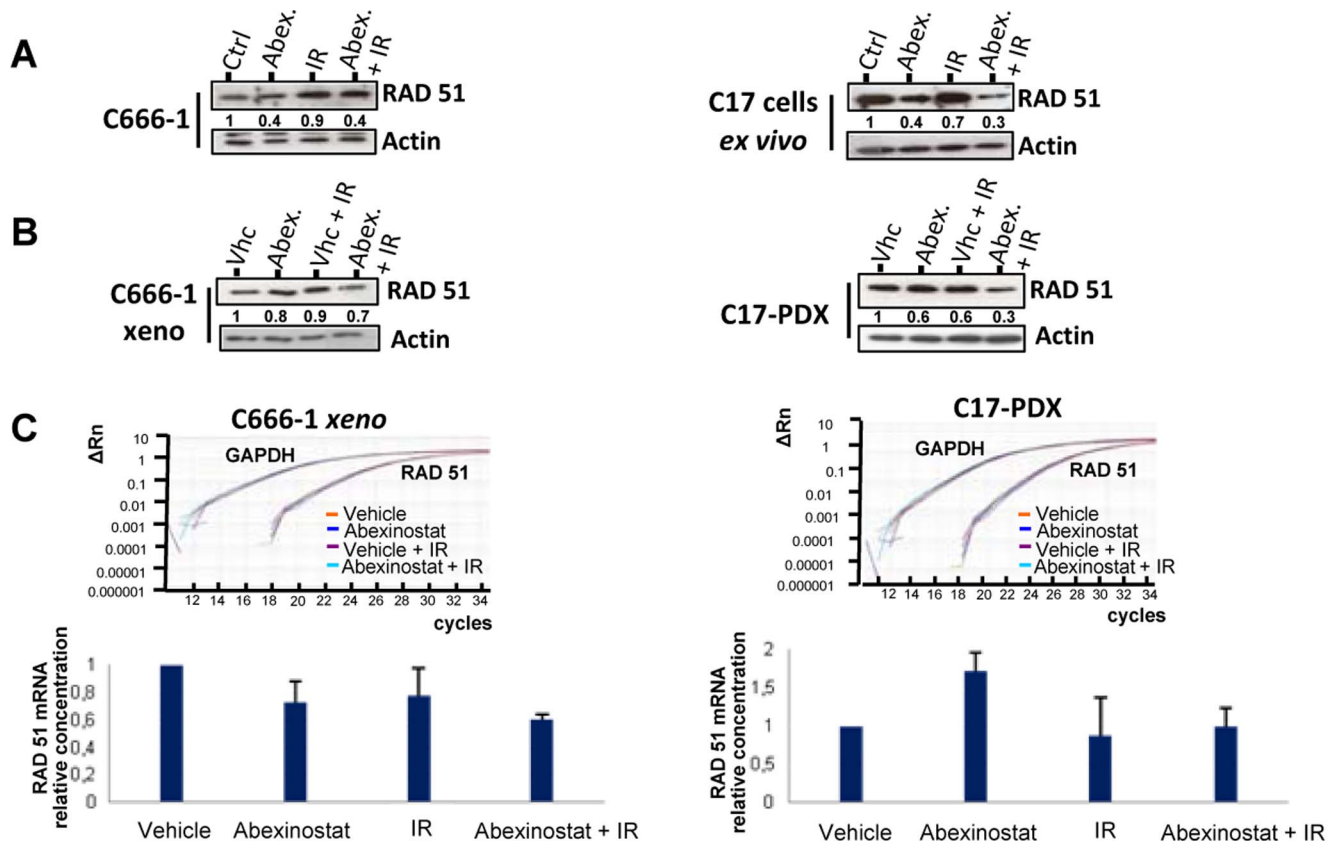 A
Ctrl Abex. IR Abex. + IR
C666-1
RAD 51
1 0.4 0.9 0.4
Actin
Ctrl Abex. IR Abex. + IR
C17 cells
ex vivo
RAD 51
1 0.4 0.7 0.3
Actin
B
Vhc Abex. Vhc + IR Abex. + IR
C666-1
xeno
RAD 51
1 0.8 0.9 0.7
Actin
Vhc Abex. Vhc + IR Abex. + IR
C17-PDX
RAD 51
1 0.6 0.6 0.3
Actin
C
C666-1 xeno
ΔRn
10
1
0.1
0.01
0.001
0.0001
0.00001
0.000001
GAPDH
RAD 51
Vehicle
Abexinostat
Vehicle + IR
Abexinostat + IR
12 14 16 18 20 22 24 26 28 30 32 34
cycles
C17-PDX
ΔRn
10
1
0.1
0.01
0.001
0.0001
0.00001
0.000001
GAPDH
RAD 51
Vehicle
Abexinostat
Vehicle + IR
Abexinostat + IR
12 14 16 18 20 22 24 26 28 30 32 34
cycles
RAD 51 mRNA
relative concentration
1
0,8
0,6
0,4
0,2
0
Vehicle Abexinostat IR Abexinostat + IR
RAD 51 mRNA
relative concentration
2
1,5
1
0,5
0
Vehicle Abexinostat IR Abexinostat + IR